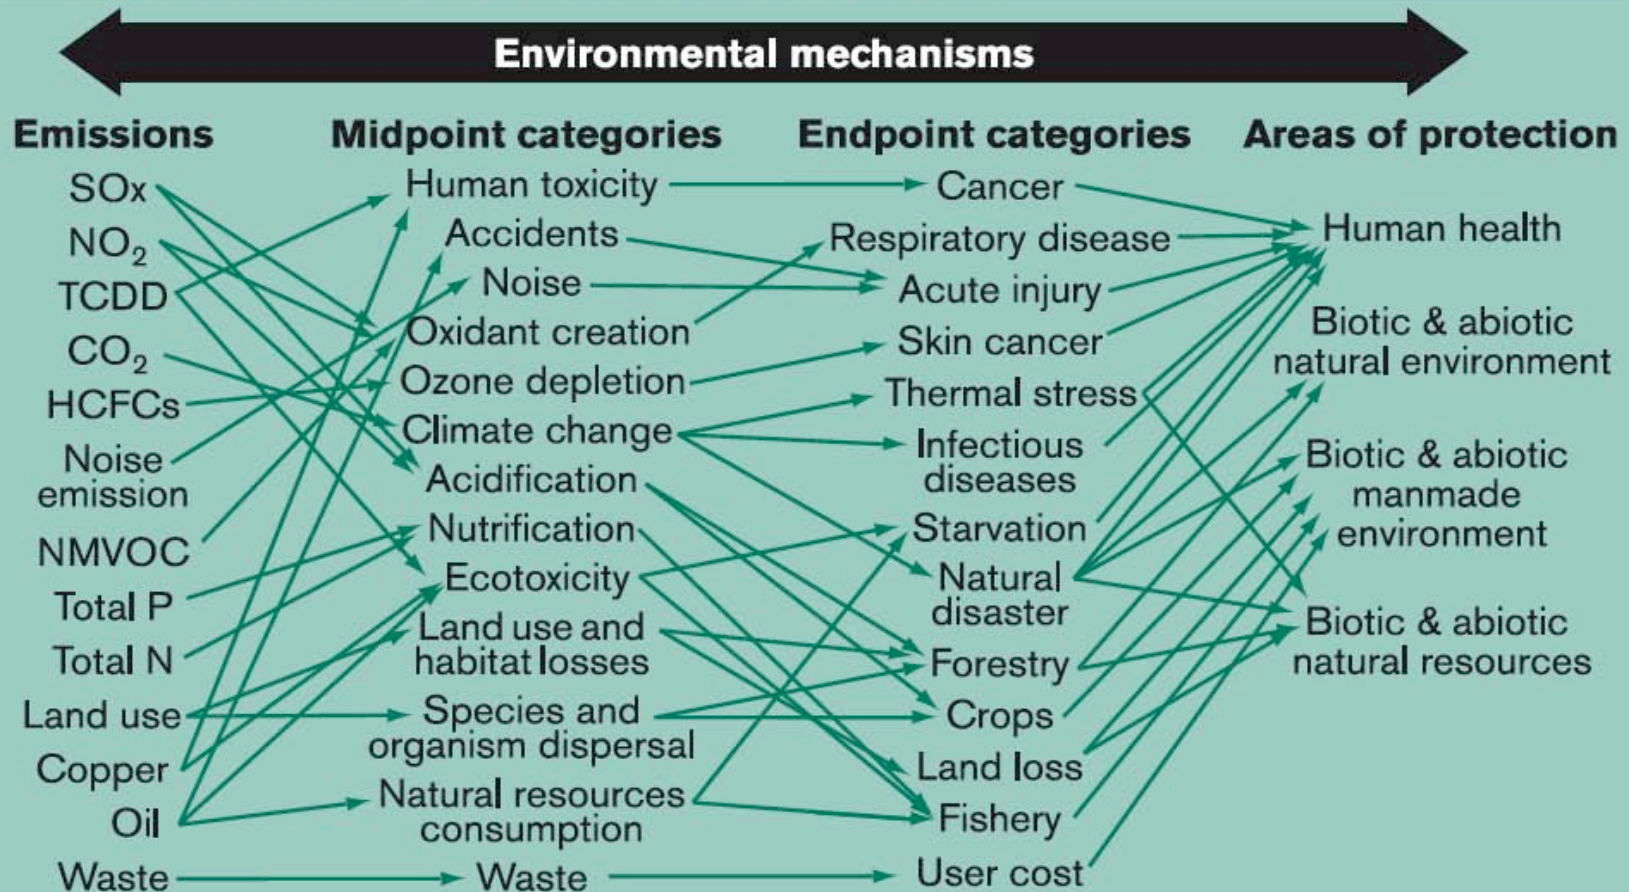 Environmental mechanisms
Emissions
SOx
NO₂
TCDD
CO₂
HCFCs
Noise
emission
NMVOC
Total P
Total N
Land use
Copper
Oil
Waste
Midpoint categories
Human toxicity
Accidents
Noise
Oxidant creation
Ozone depletion
Climate change
Acidification
Nutrification
Ecotoxicity
Land use and
habitat losses
Species and
organism dispersal
Natural resources
consumption
Waste
Endpoint categories
Cancer
Respiratory disease
Acute injury
Skin cancer
Thermal stress
Infectious
diseases
Starvation
Natural
disaster
Forestry
Crops
Land loss
Fishery
User cost
Areas of protection
Human health
Biotic & abiotic
natural environment
Biotic & abiotic
manmade
environment
Biotic & abiotic
natural resources